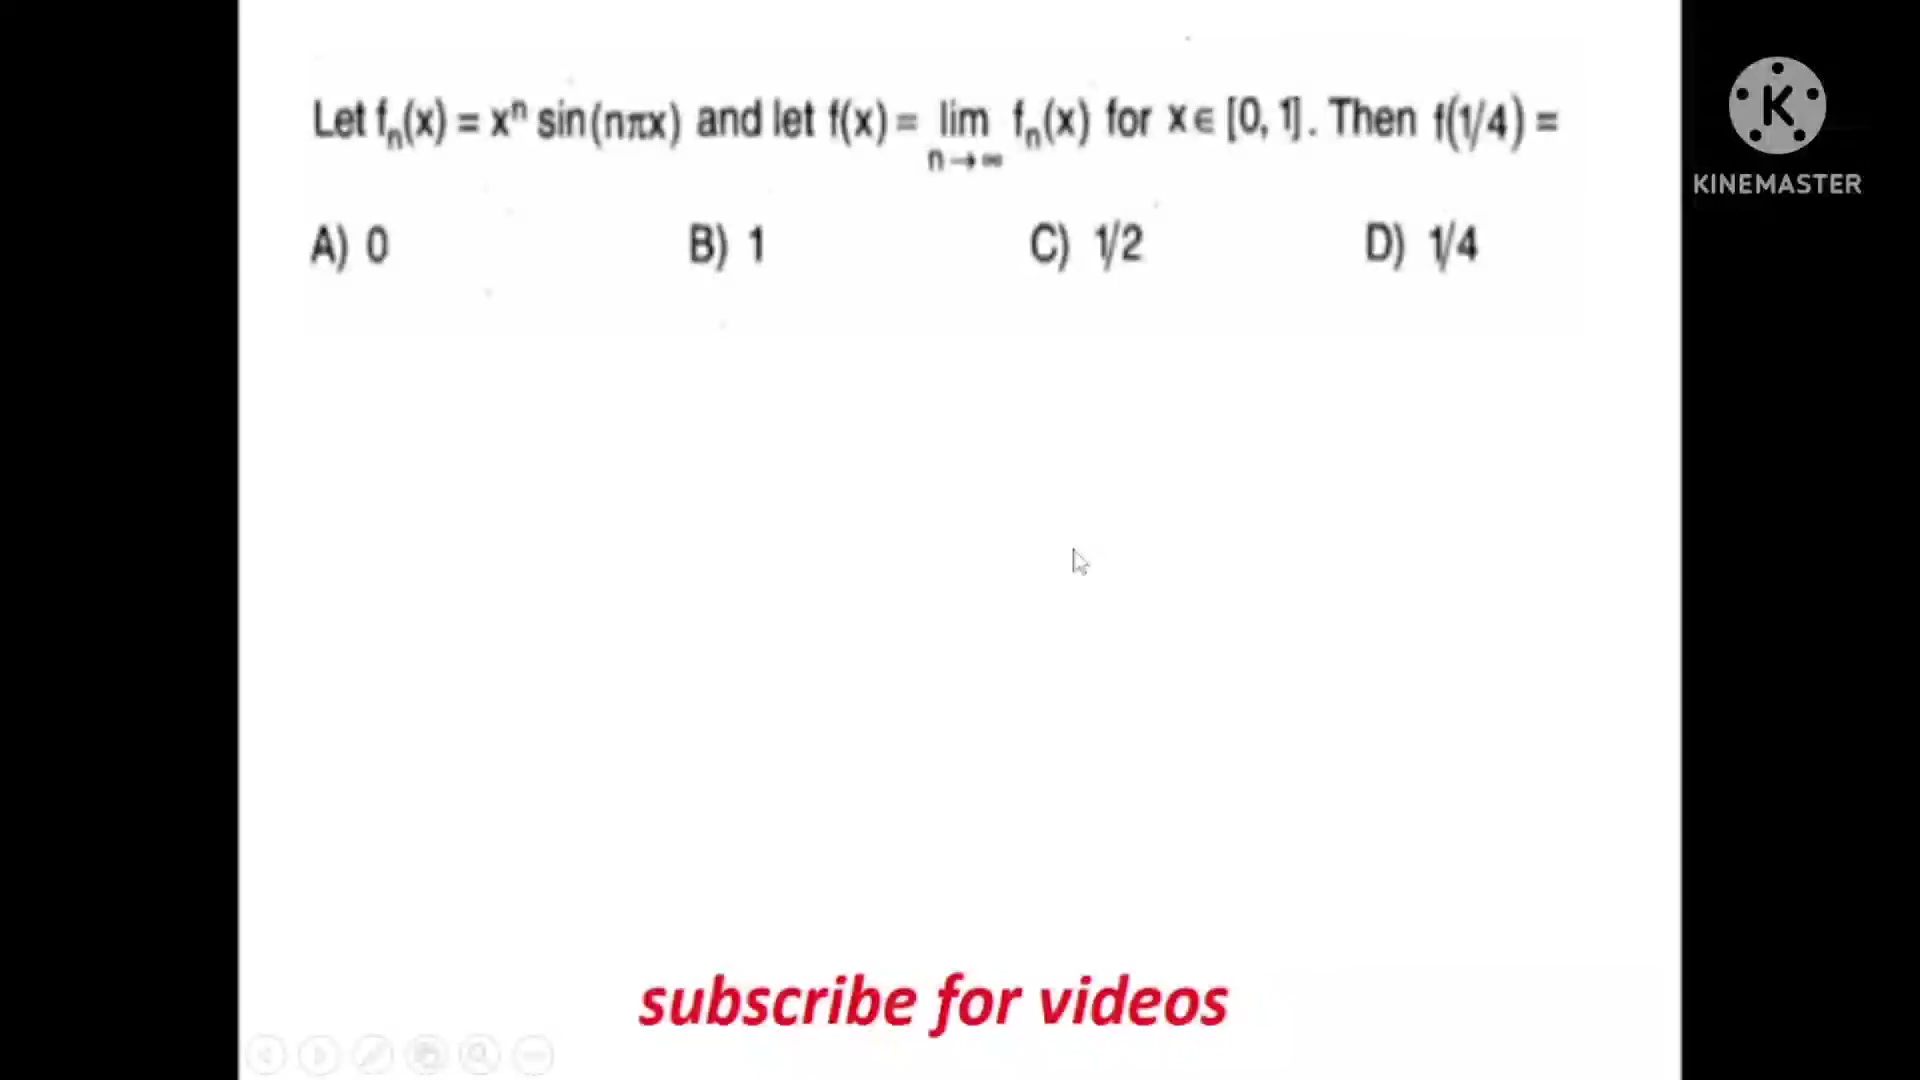 Let fₙ(x) = xⁿ sin(nπx) and let f(x) = lim fₙ(x) for x ∈ [0, 1]. Then f(1/4) =
n→∞
A) 0 B) 1 C) 1/2 D) 1/4
K
KINEMASTER
subscribe for videos